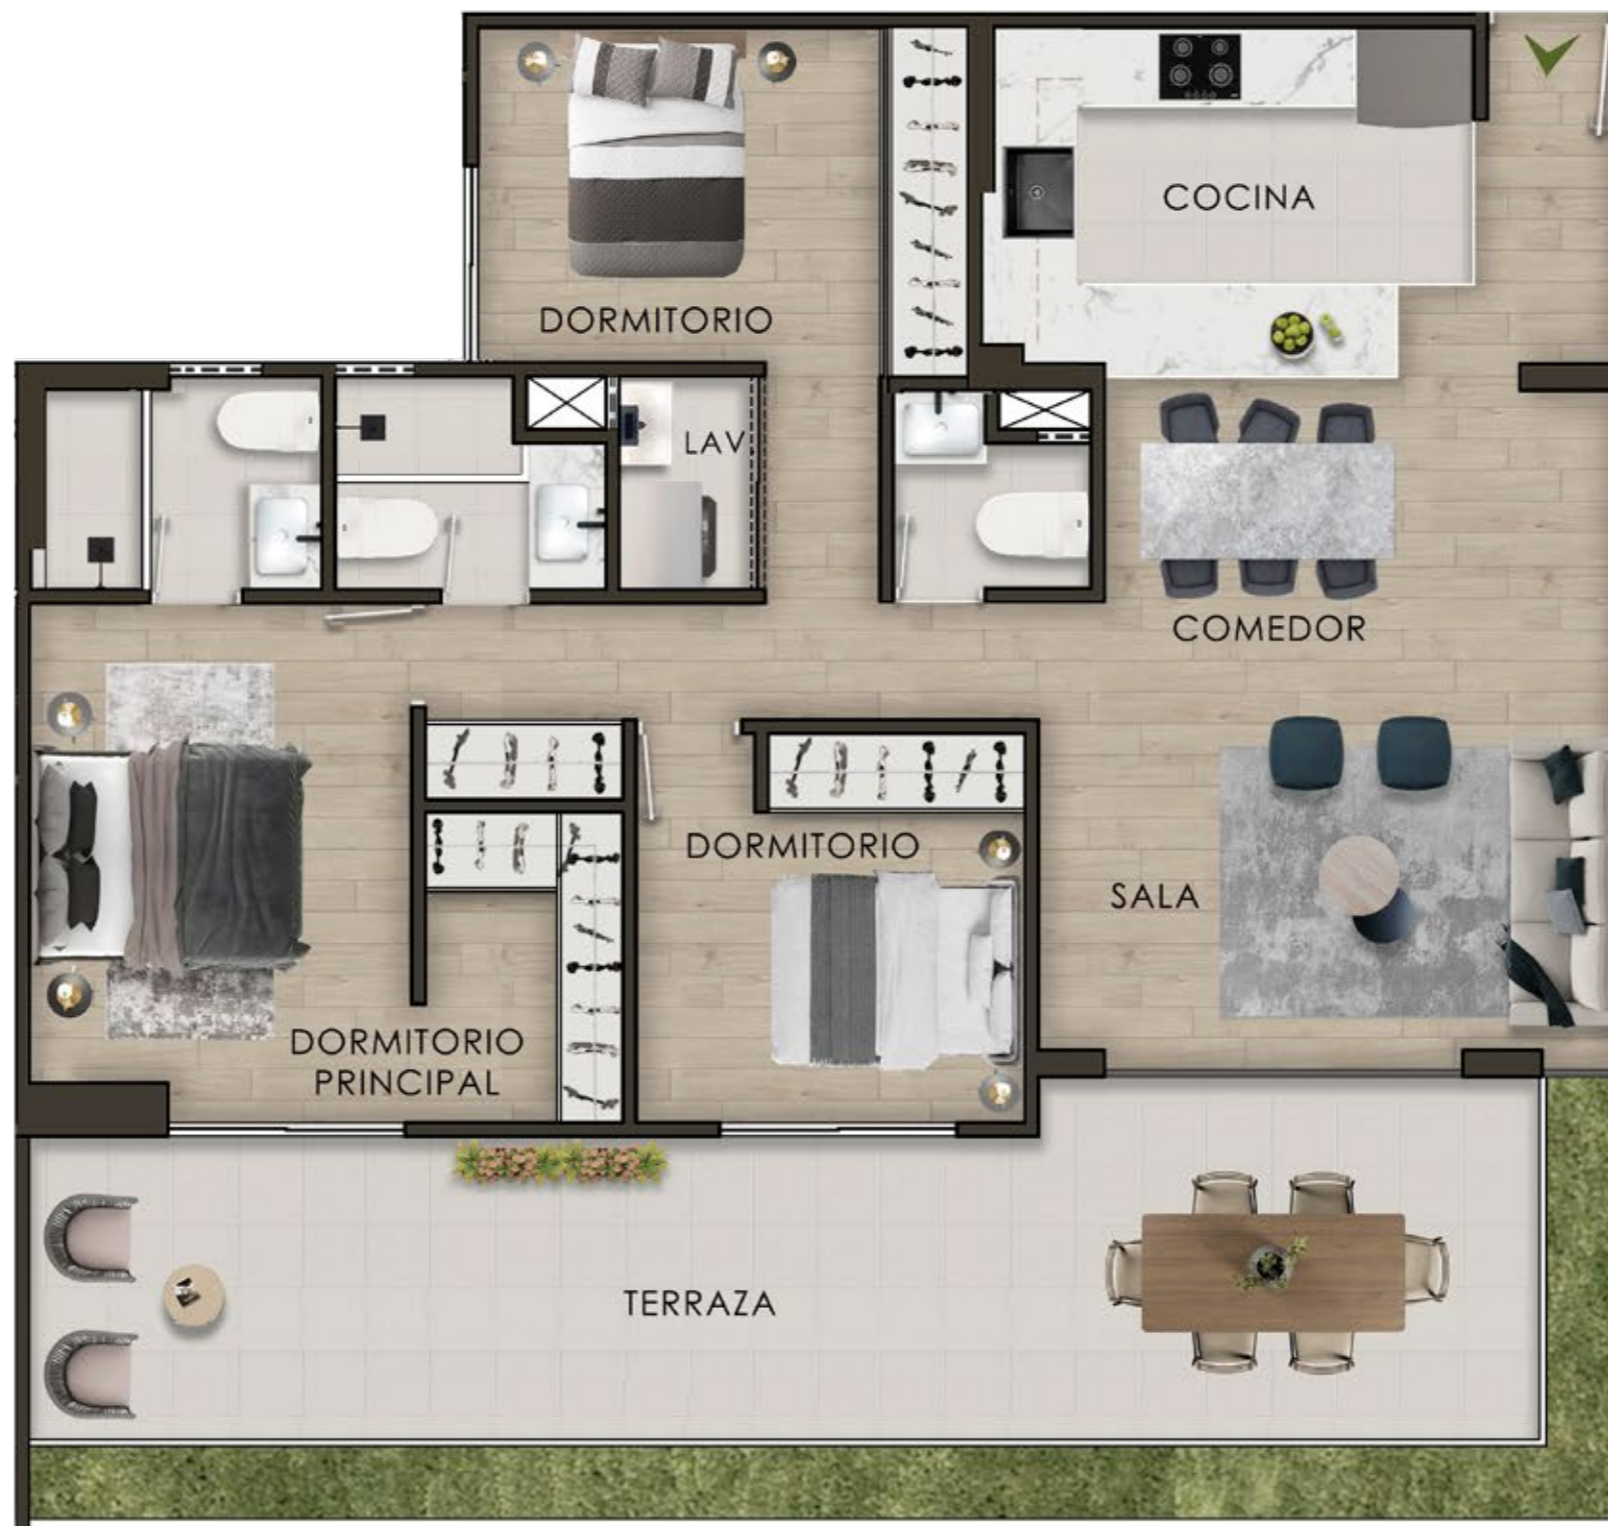 COCINA
DORMITORIO
LAV
COMEDOR
DORMITORIO
SALA
DORMITORIO
PRINCIPAL
TERRAZA